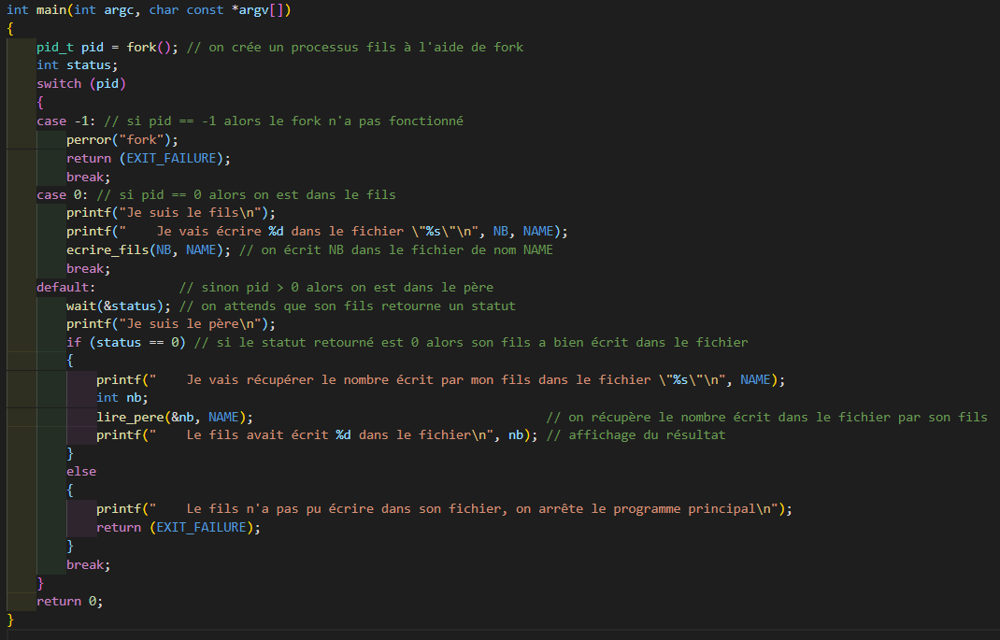 int main(int argc, char const *argv[])
{
    pid_t pid = fork(); // on crée un processus fils à l'aide de fork
    int status;
    switch (pid)
    {
    case -1: // si pid == -1 alors le fork n'a pas fonctionné
        perror("fork");
        return (EXIT_FAILURE);
        break;
    case 0: // si pid == 0 alors on est dans le fils
        printf("Je suis le fils\n");
        printf("    Je vais écrire %d dans le fichier \"%s\"\n", NB, NAME);
        ecrire_fils(NB, NAME); // on écrit NB dans le fichier de nom NAME
        break;
    default:           // sinon pid > 0 alors on est dans le père
        wait(&status); // on attends que son fils retourne un statut
        printf("Je suis le père\n");
        if (status == 0) // si le statut retourné est 0 alors son fils a bien écrit dans le fichier
        {
            printf("    Je vais récupérer le nombre écrit par mon fils dans le fichier \"%s\"\n", NAME);
            int nb;
            lire_pere(&nb, NAME);                                       // on récupère le nombre écrit dans le fichier par son fils
            printf("    Le fils avait écrit %d dans le fichier\n", nb); // affichage du résultat
        }
        else
        {
            printf("    Le fils n'a pas pu écrire dans son fichier, on arrête le programme principal\n");
            return (EXIT_FAILURE);
        }
        break;
    }
    return 0;
}